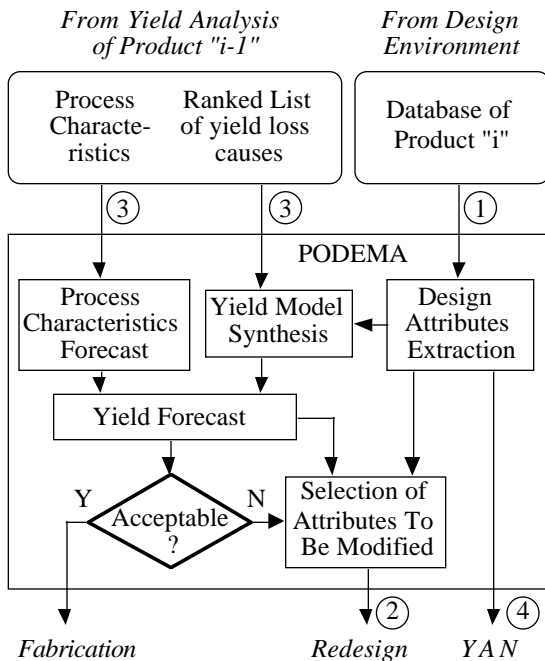 From Yield Analysis
of Product "i-1"
From Design
Environment
Process
Characte-
ristics
Ranked List
of yield loss
causes
Database of
Product "i"
3
3
1
PODEMA
Process
Characteristics
Forecast
Yield Model
Synthesis
Design
Attributes
Extraction
Yield Forecast
Y
Acceptable
?
N
Selection of
Attributes To
Be Modified
2
4
Fabrication
Redesign
YAN